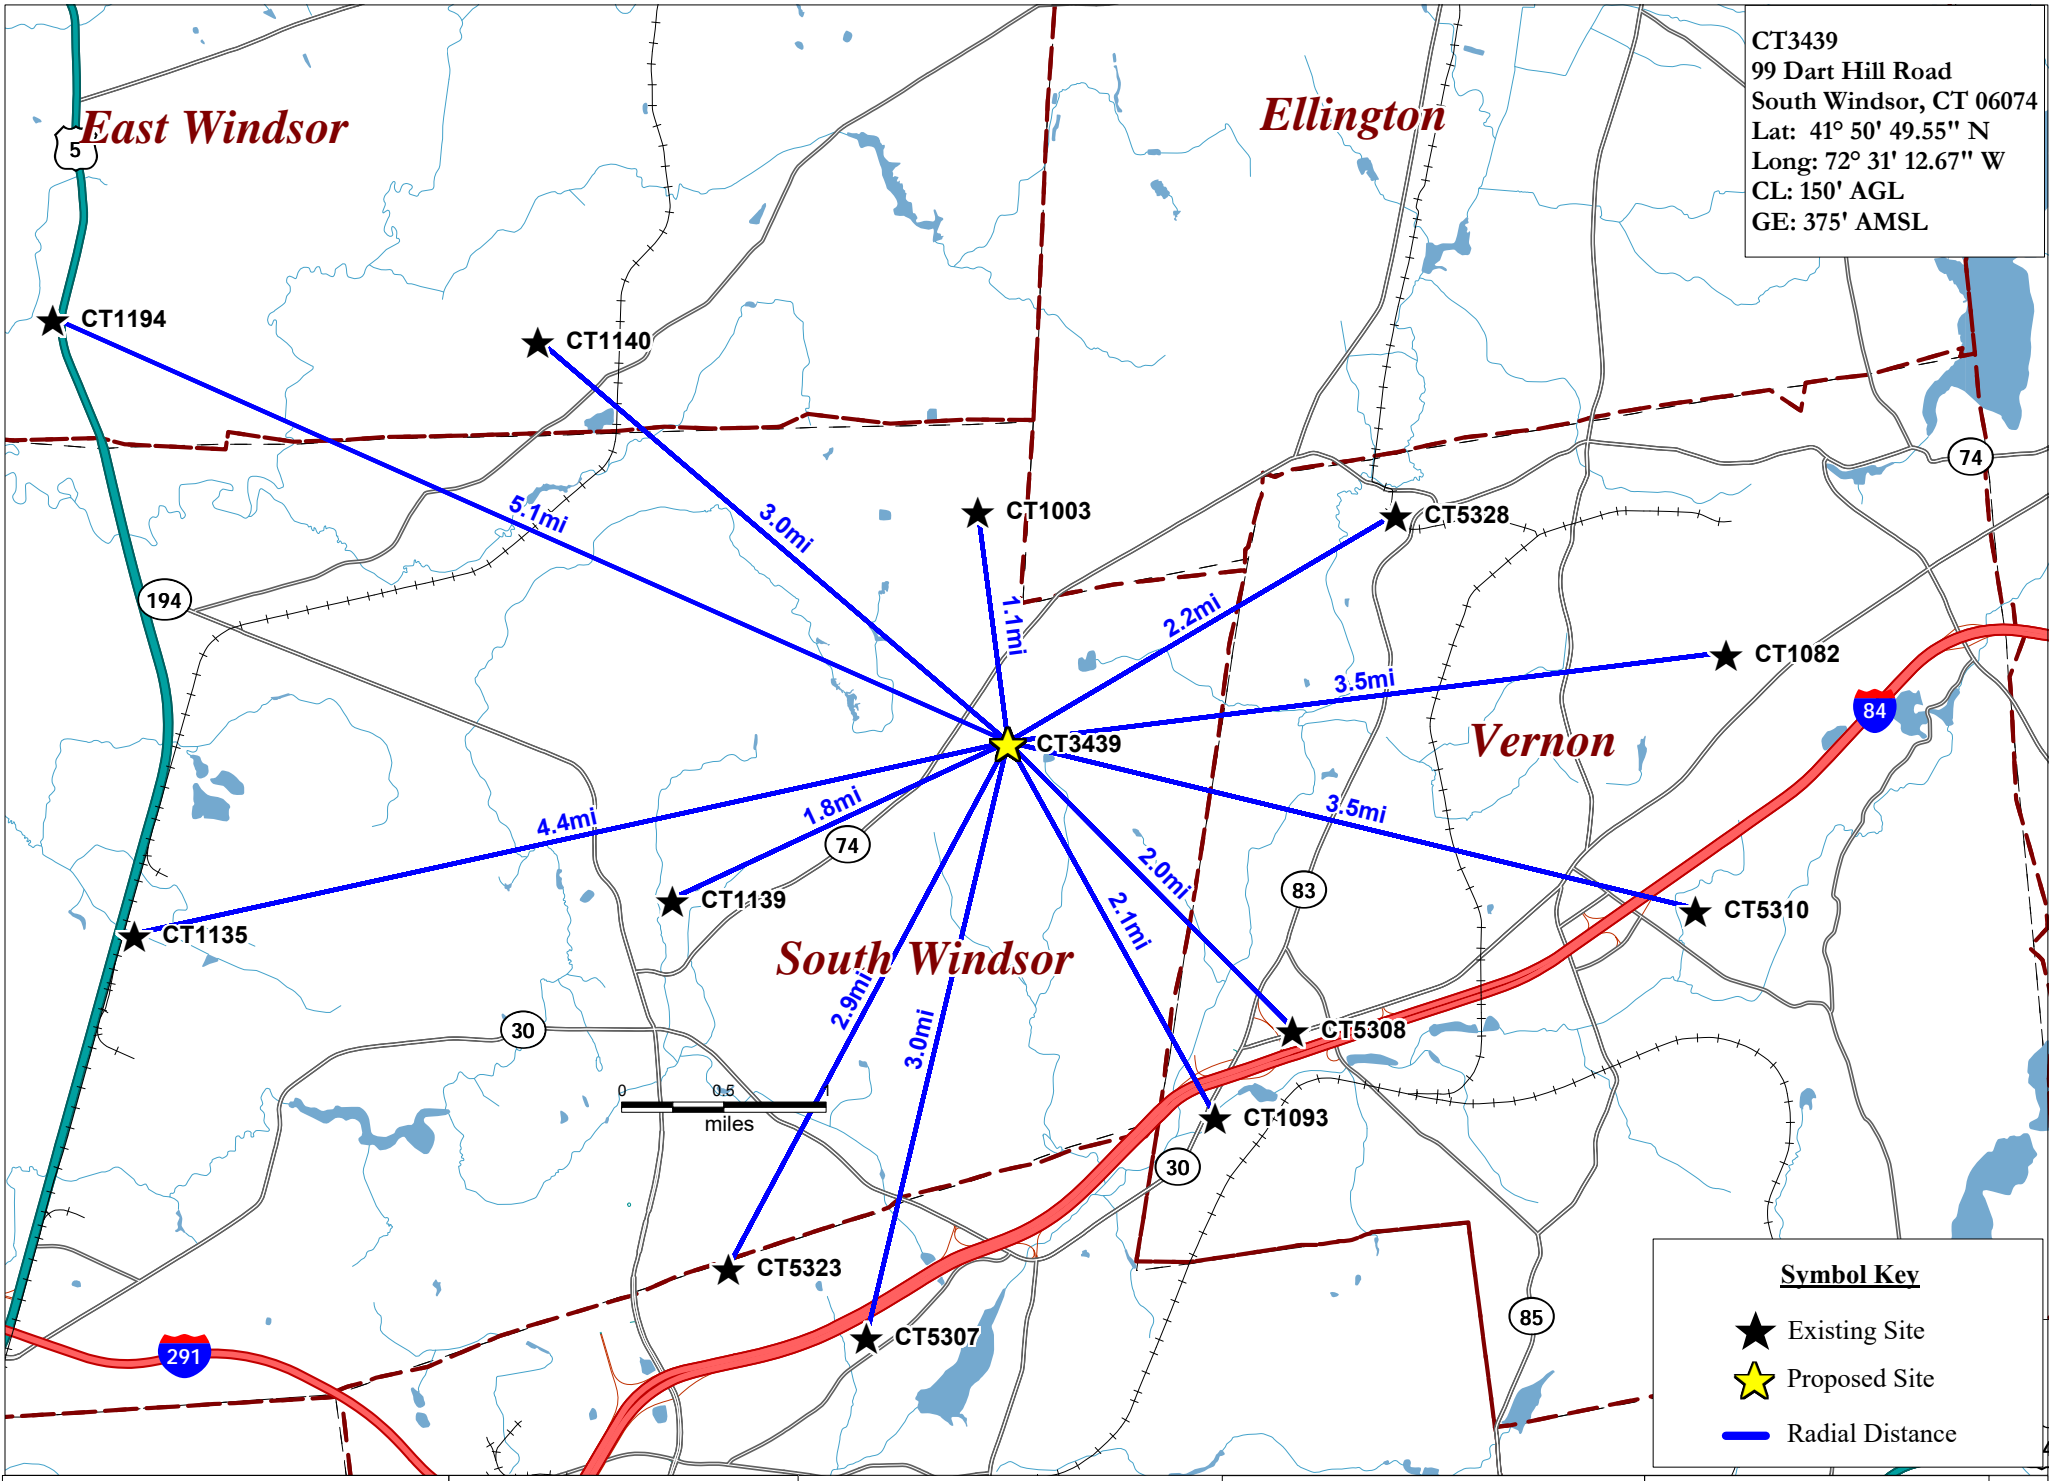 CT3439
99 Dart Hill Road
South Windsor, CT 06074
Lat: 41° 50' 49.55" N
Long: 72° 31' 12.67" W
CL: 150' AGL
GE: 375' AMSL
East Windsor
Ellington
5
CT1194
CT1140
74
5.1mi
3.0mi
CT1003
CT5328
194
1.1mi
2.2mi
CT1082
3.5mi
84
CT3439
Vernon
4.4mi
1.8mi
3.5mi
74
2.0mi
83
CT1139
CT5310
CT1135
2.1mi
South Windsor
2.9mi
3.0mi
30
CT5308
0 0.5 1
miles
CT1093
30
CT5323
CT5307
85
291
Symbol Key
Existing Site
Proposed Site
Radial Distance